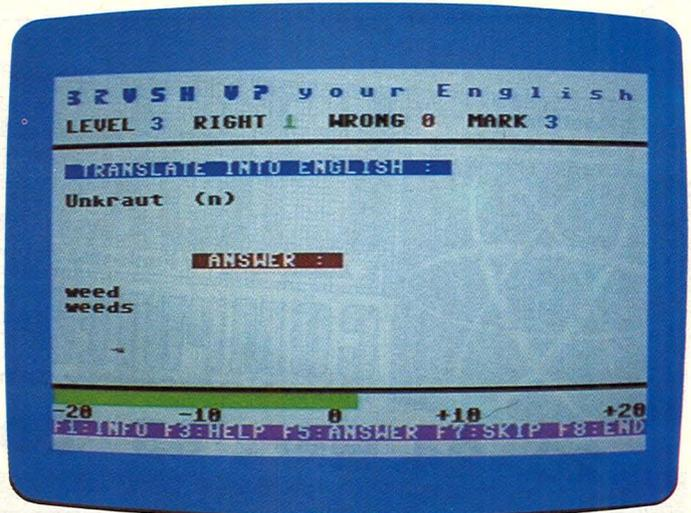 BRUSH UP your English
LEVEL 3 RIGHT 1 WRONG 0 MARK 3
TRANSLATE INTO ENGLISH :
Unkraut (n)
ANSWER :
weed
weeds
-20 -10 0 +10 +20
F1:INFO F3:HELP F5:ANSWER F7:SKIP F8:END